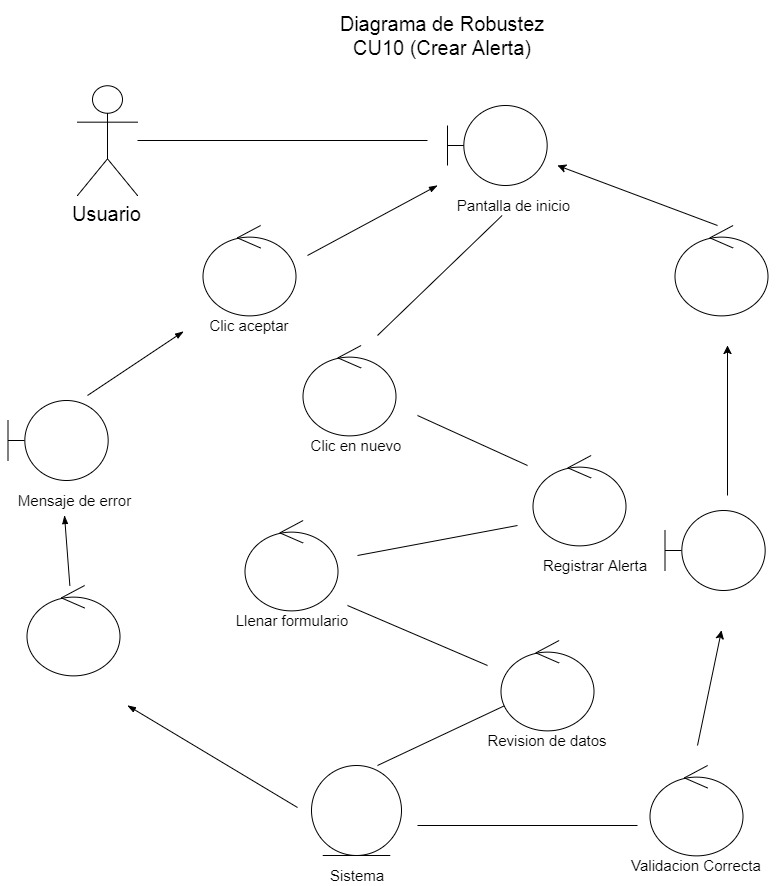 Diagrama de Robustez
CU10 (Crear Alerta)
Usuario
Pantalla de inicio
Clic aceptar
Clic en nuevo
Mensaje de error
Registrar Alerta
Llenar formulario
Revision de datos
Validacion Correcta
Sistema